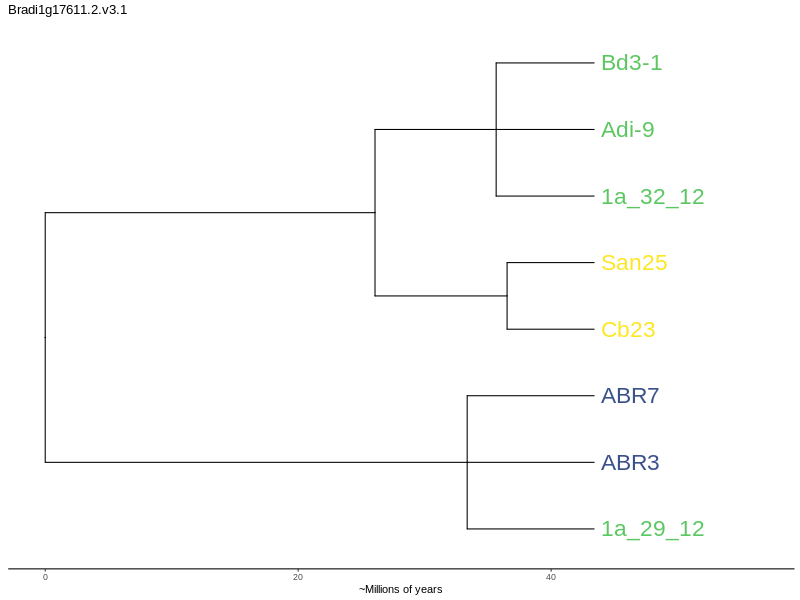 Bradi1g17611.2.v3.1
Bd3-1
Adi-9
1a_32_12
San25
Cb23
ABR7
ABR3
1a_29_12
0 20 40
~Millions of years